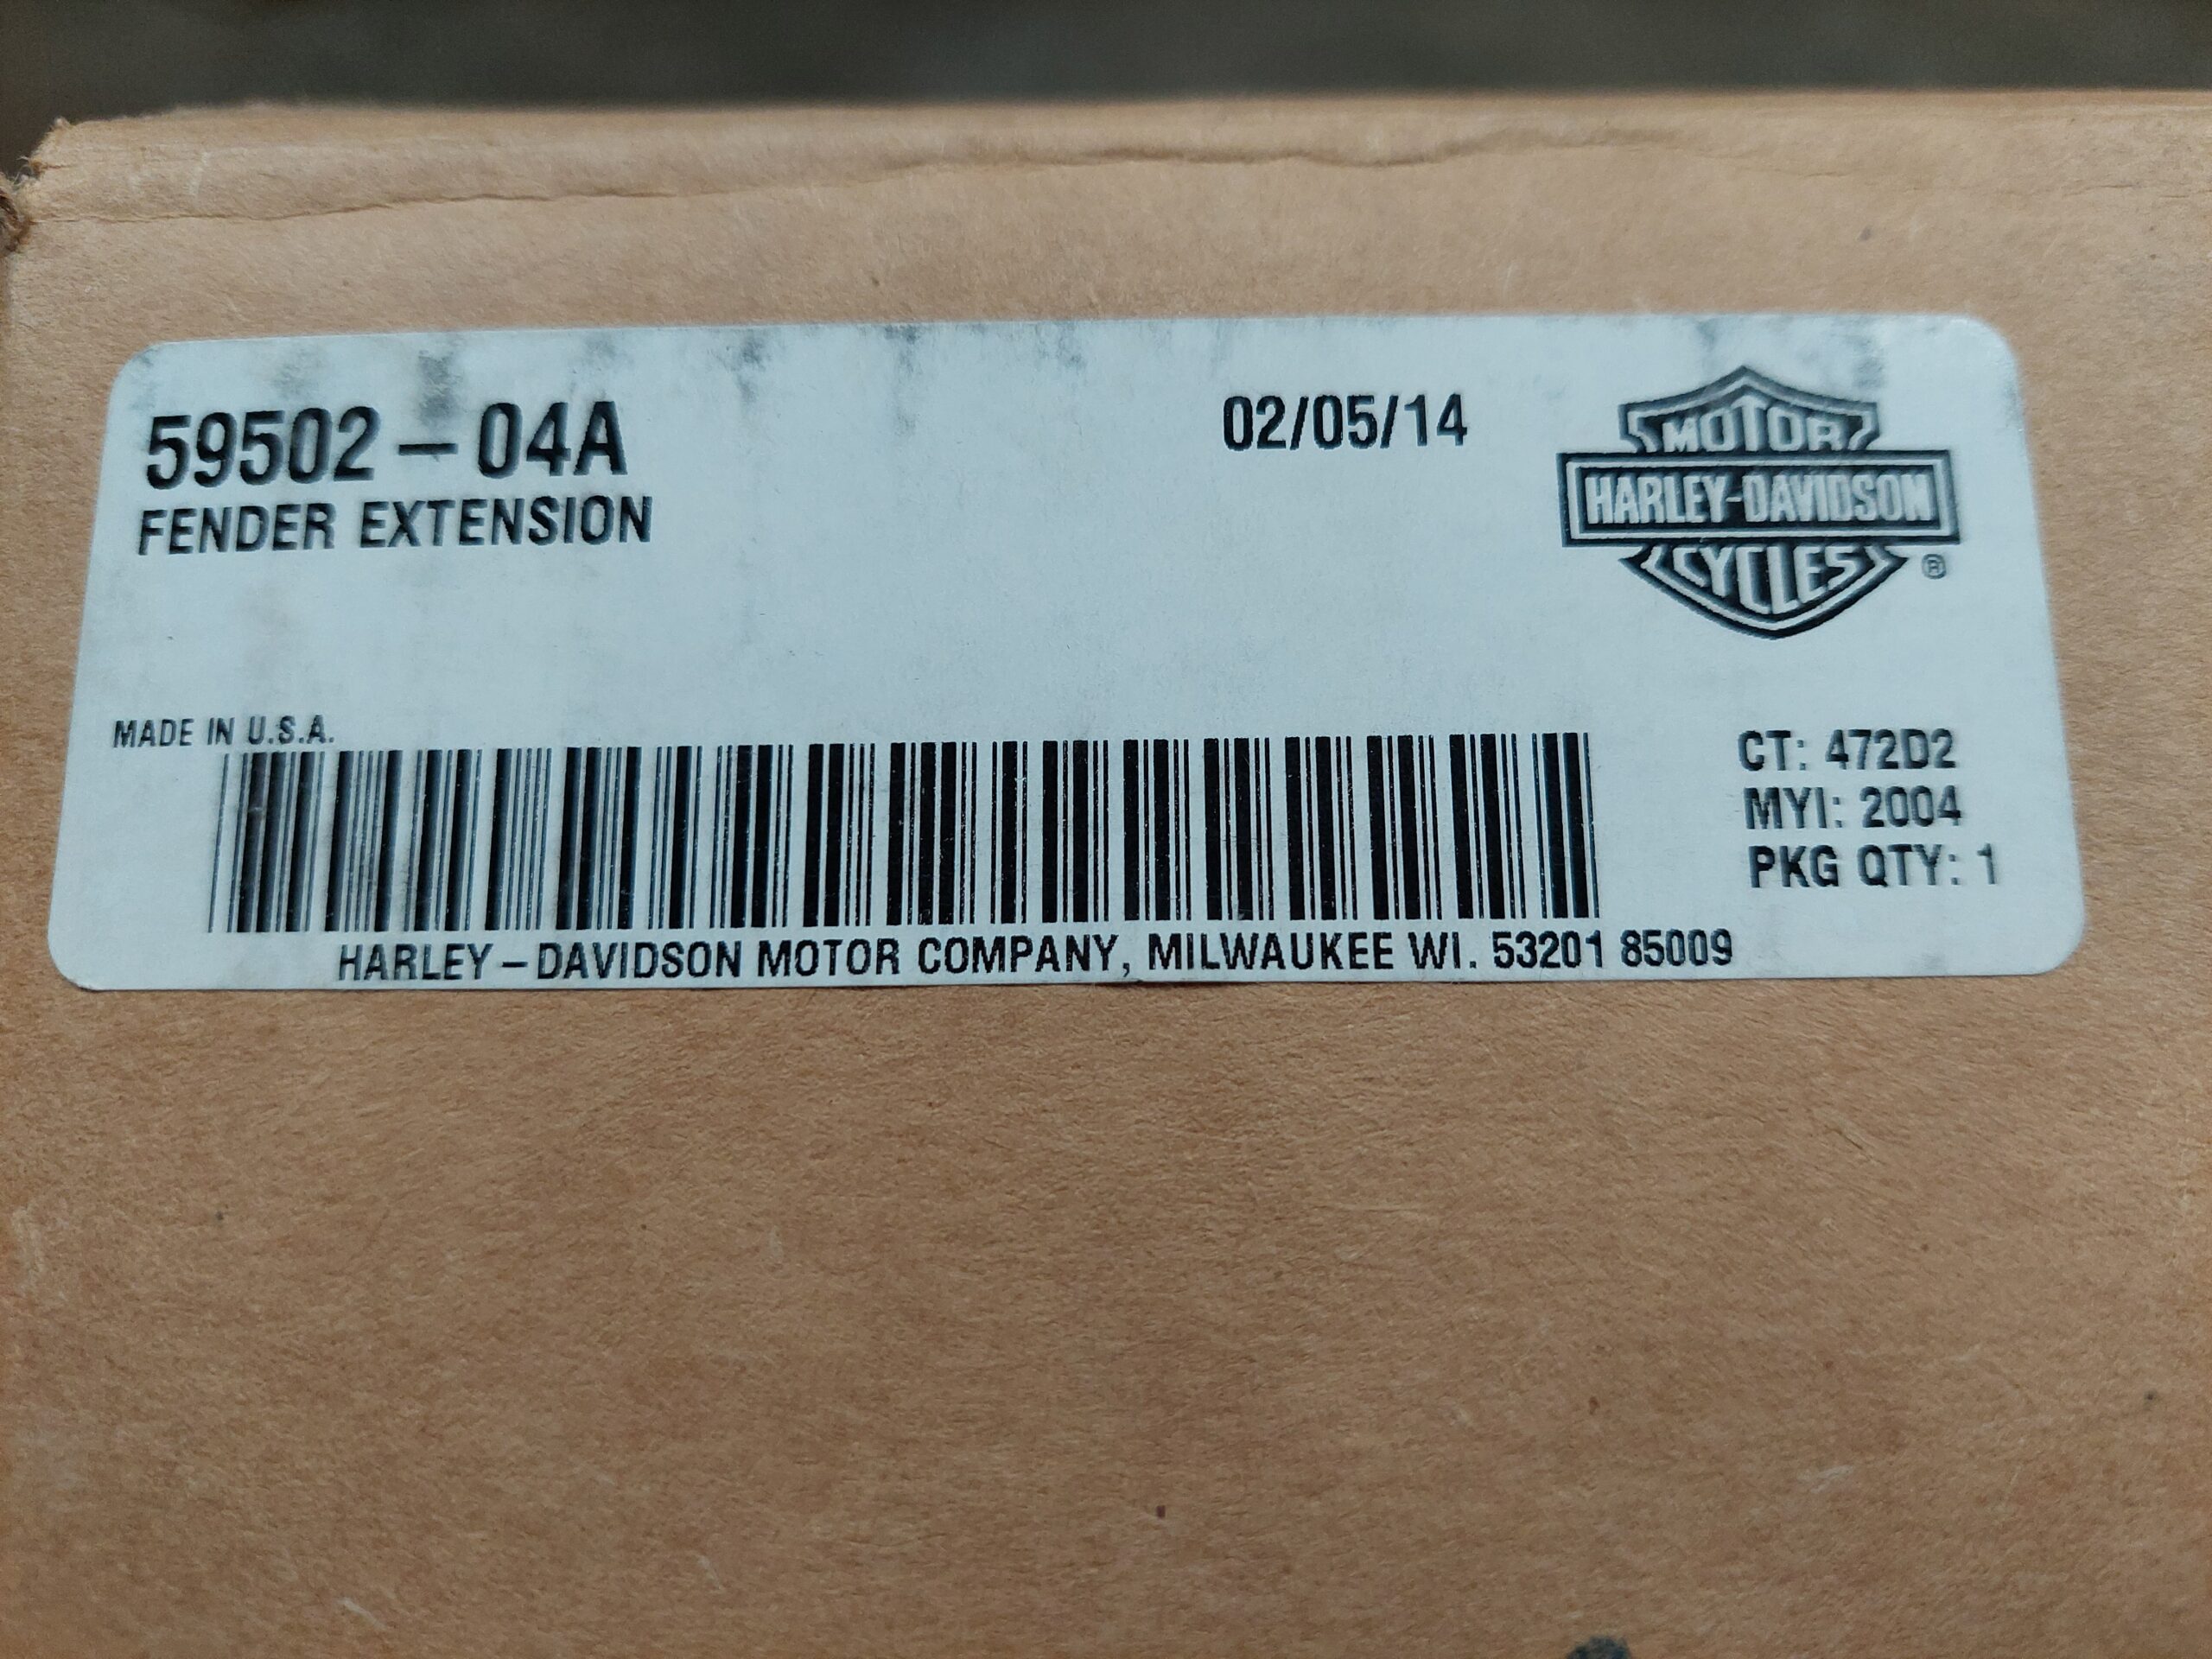 59502-04A
FENDER EXTENSION
02/05/14
MOTOR
HARLEY-DAVIDSON
CYCLES
®
MADE IN U.S.A.
CT: 472D2
MYI: 2004
PKG QTY: 1
HARLEY-DAVIDSON MOTOR COMPANY, MILWAUKEE WI. 53201 85009